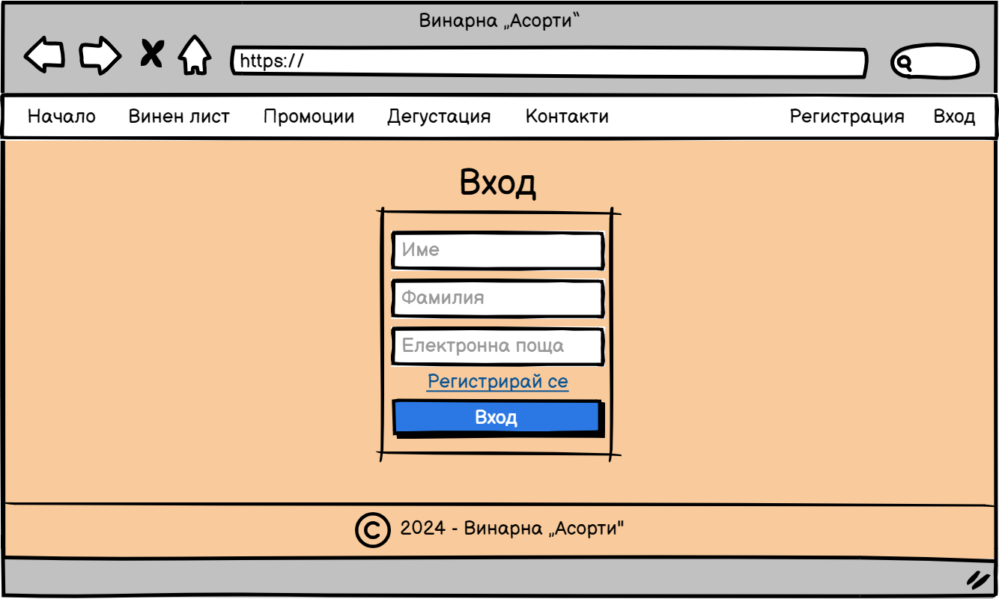 Винарна „Асорти“
https://
Начало Винен лист Промоции Дегустация Контакти Регистрация Вход
Вход
Име
Фамилия
Електронна поща
Регистрирай се
Вход
© 2024 - Винарна „Асорти"